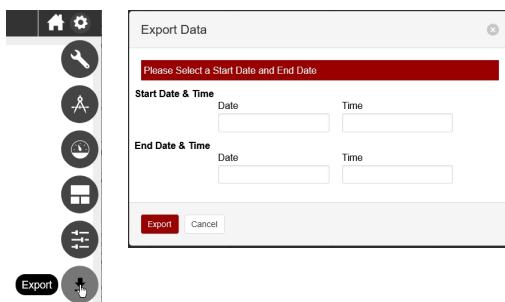 Export Data
Please Select a Start Date and End Date
Start Date & Time
Date Time
End Date & Time
Date Time
Export Cancel
Export